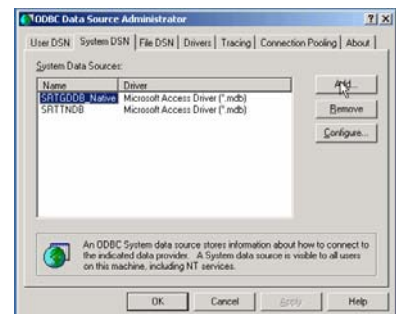 ODBC Data Source Administrator
User DSN System DSN File DSN Drivers Tracing Connection Pooling About
System Data Sources:
Name Driver
SRTGDDB_Native Microsoft Access Driver (*.mdb)
SRTTNDB Microsoft Access Driver (*.mdb)
Add...
Remove
Configure...
An ODBC System data source stores information about how to connect to
the indicated data provider. A System data source is visible to all users
on this machine, including NT services.
OK Cancel Apply Help